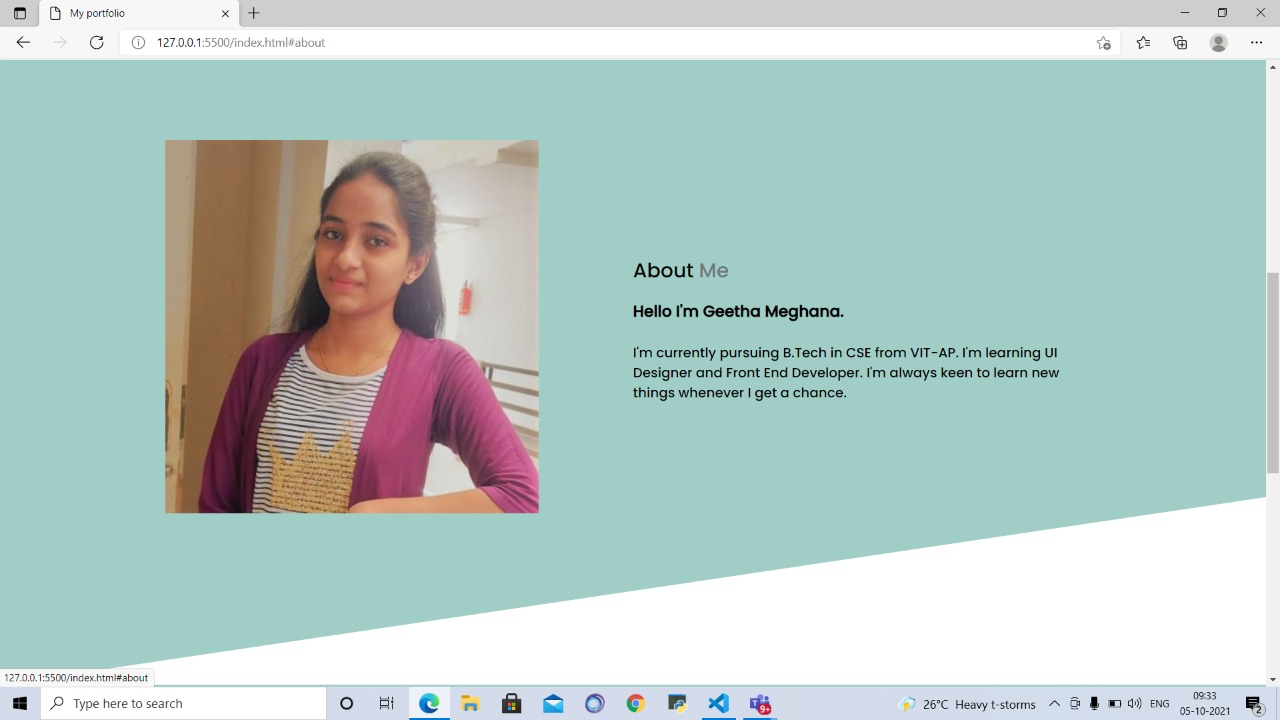 My portfolio
127.0.0.1:5500/index.html#about
About Me
Hello I'm Geetha Meghana.
I'm currently pursuing B.Tech in CSE from VIT-AP. I'm learning UI
Designer and Front End Developer. I'm always keen to learn new
things whenever I get a chance.
127.0.0.1:5500/index.html#about
Type here to search
9+
26°C Heavy t-storms
ENG
09:33
05-10-2021
2